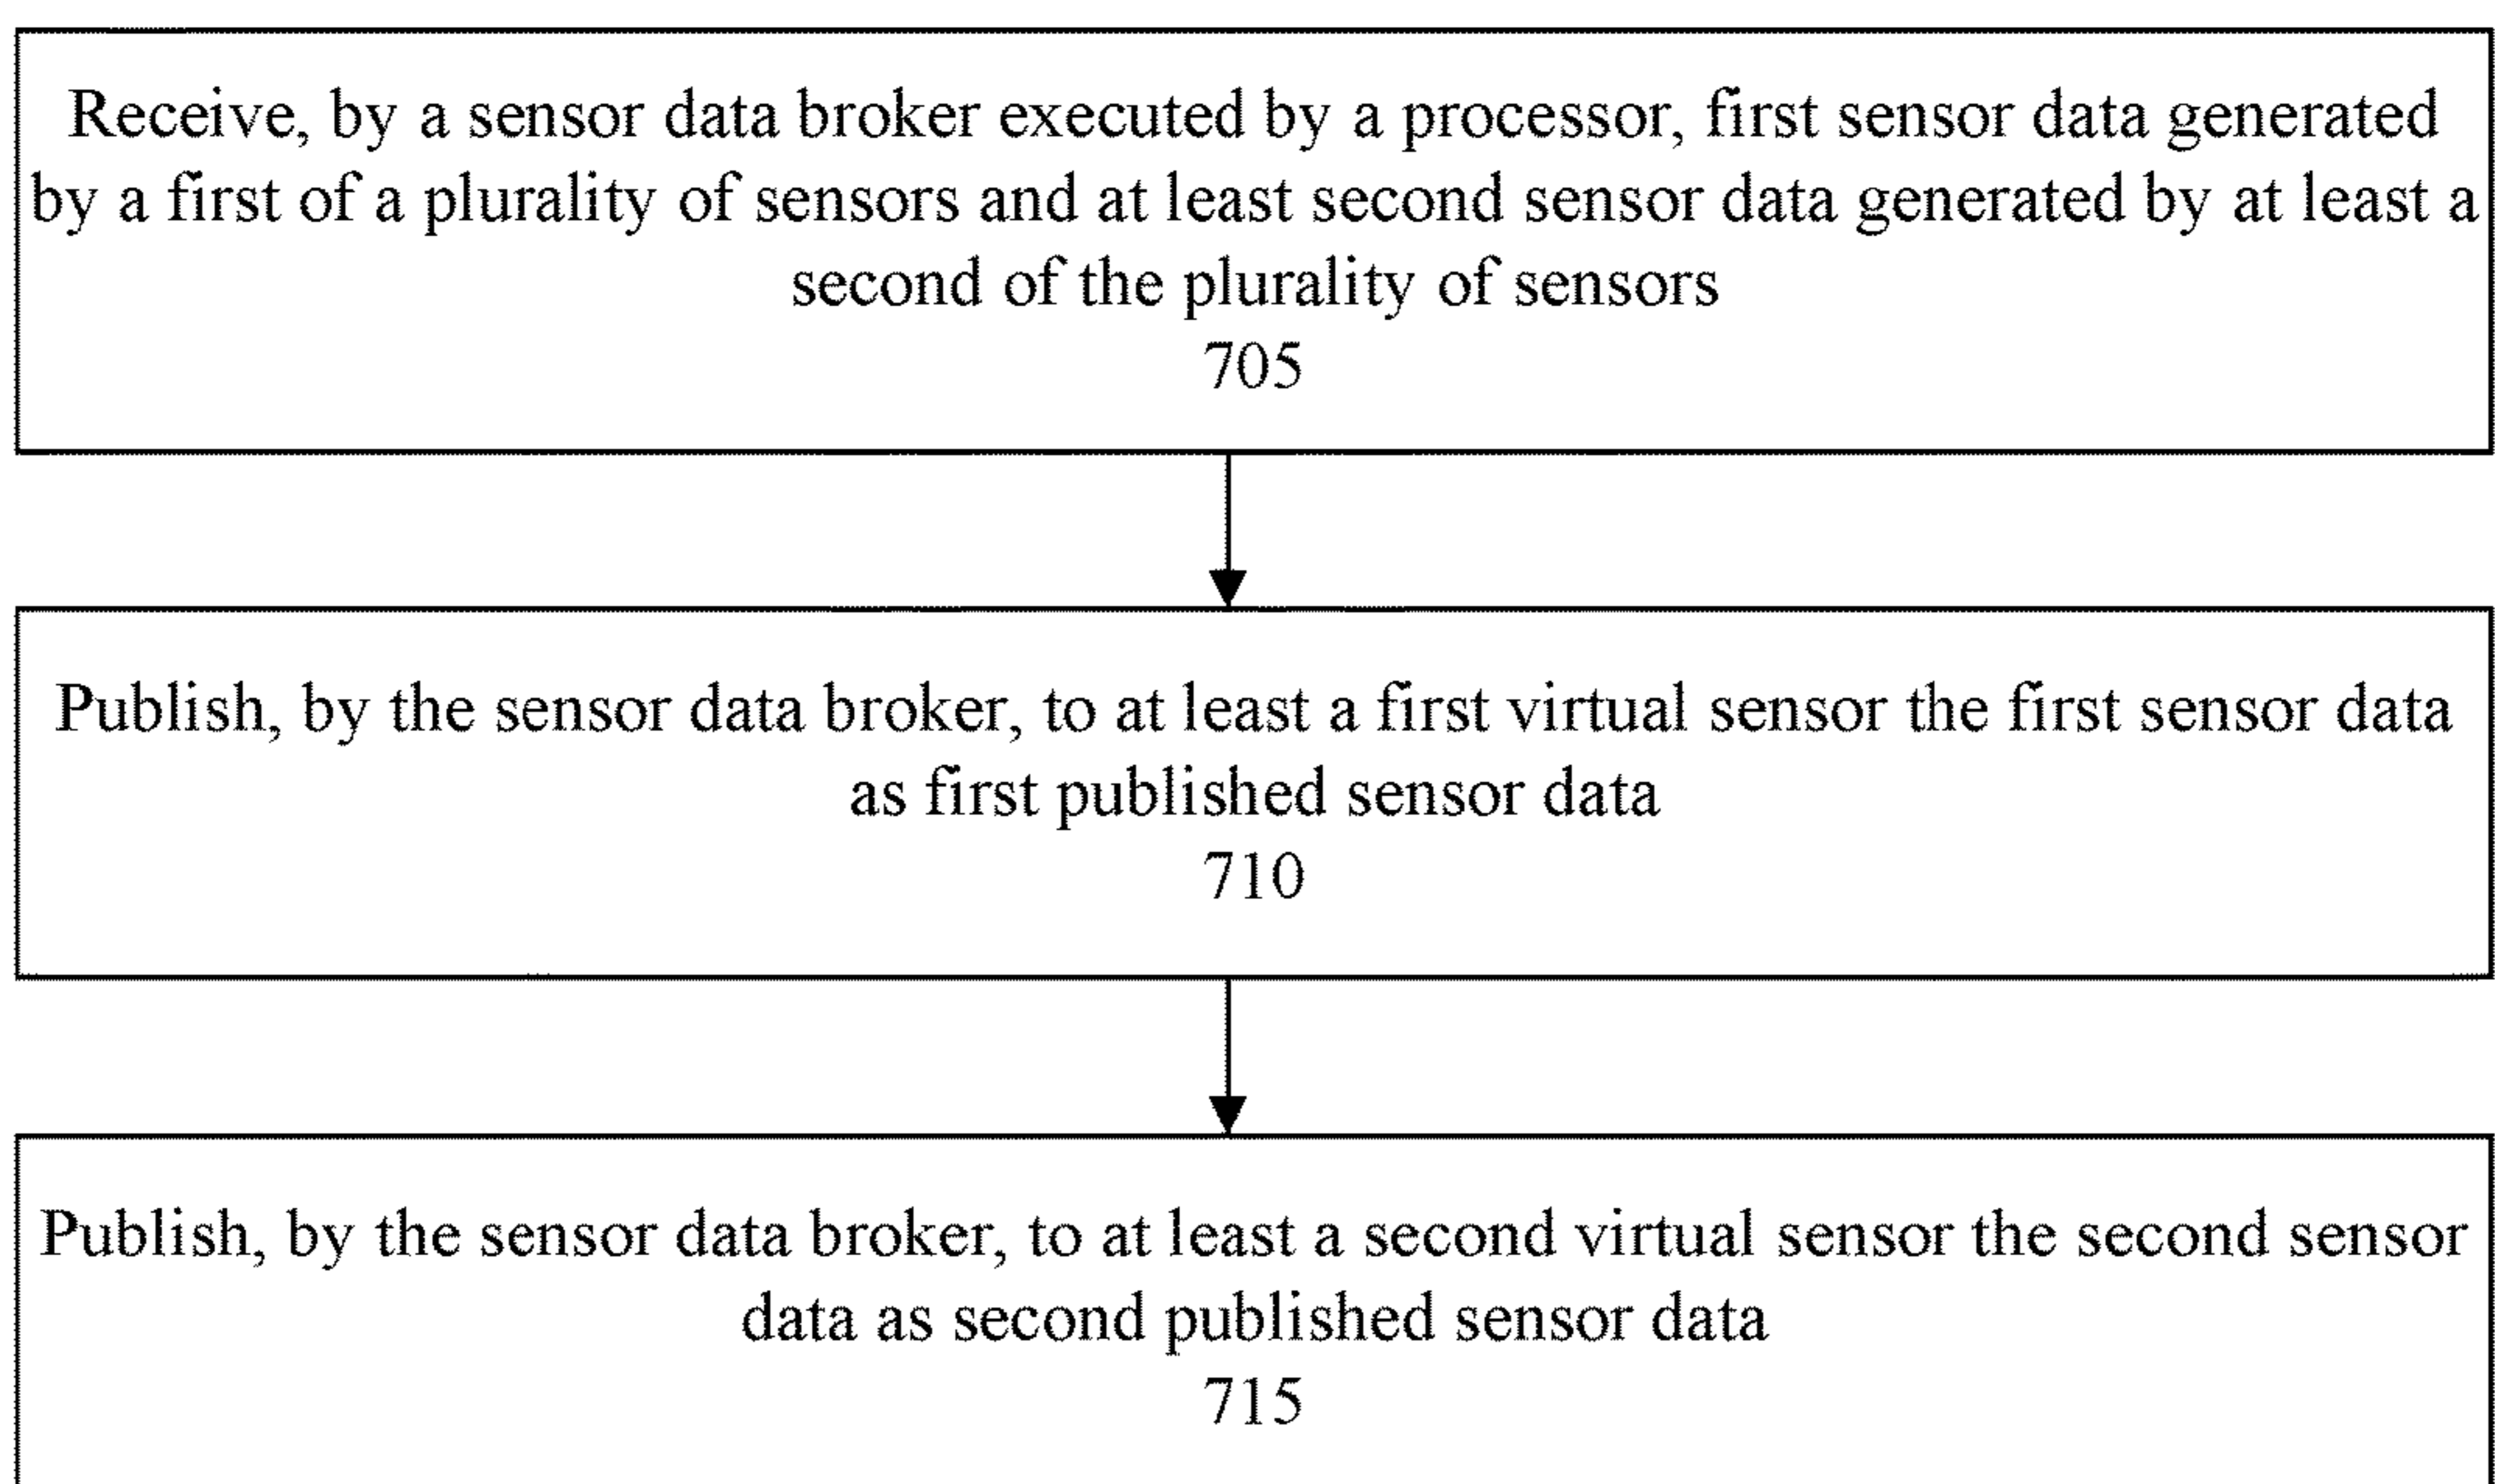 Receive, by a sensor data broker executed by a processor, first sensor data generated
by a first of a plurality of sensors and at least second sensor data generated by at least a
second of the plurality of sensors
705
Publish, by the sensor data broker, to at least a first virtual sensor the first sensor data
as first published sensor data
710
Publish, by the sensor data broker, to at least a second virtual sensor the second sensor
data as second published sensor data
715